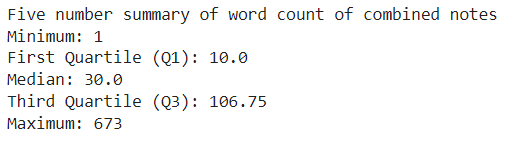 Five number summary of word count of combined notes
Minimum: 1
First Quartile (Q1): 10.0
Median: 30.0
Third Quartile (Q3): 106.75
Maximum: 673